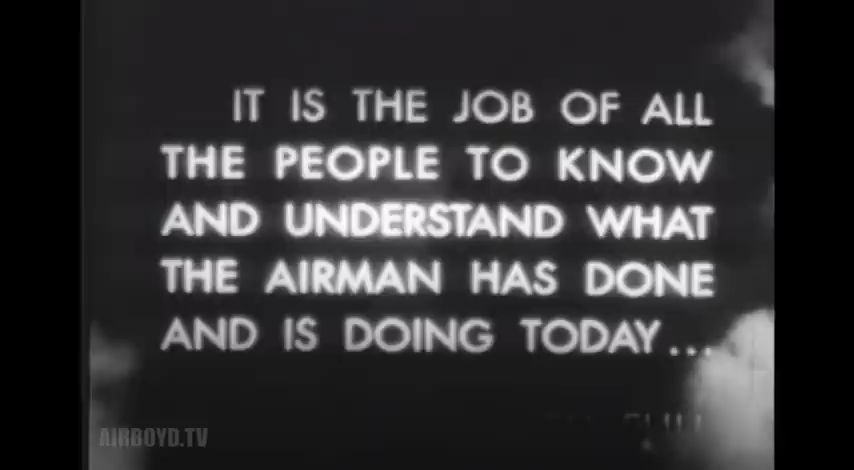 IT IS THE JOB OF ALL
THE PEOPLE TO KNOW
AND UNDERSTAND WHAT
THE AIRMAN HAS DONE
AND IS DOING TODAY...
AIRBOYD.TV